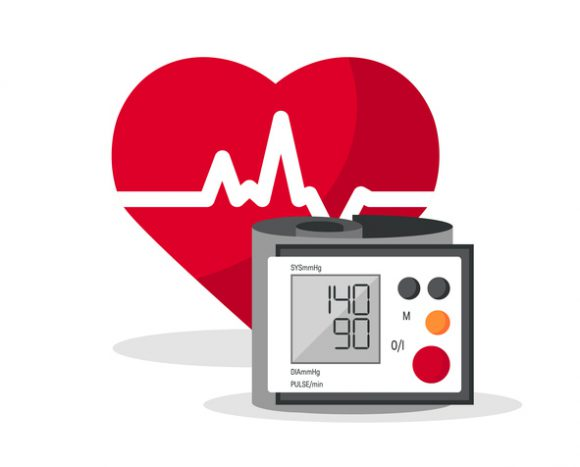 SYSmmHg
140
90
M
O/I
DIAmmHg
PULSE/min